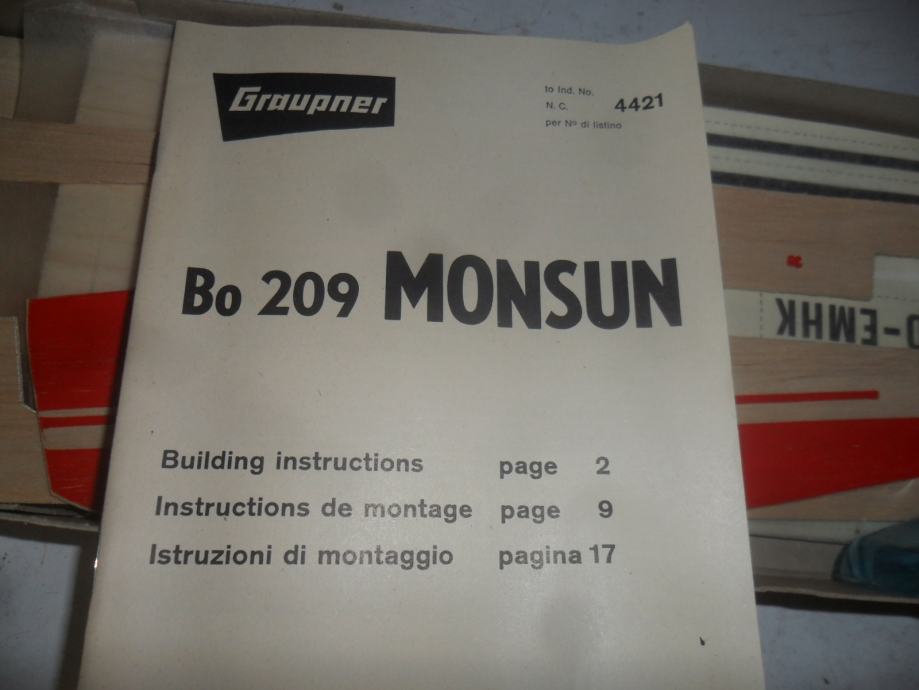 Graupner
to Ind. No.
N. C. 4421
per Nº di listino
Bo 209 MONSUN
D-EMHK
Building instructions page 2
Instructions de montage page 9
Istruzioni di montaggio pagina 17